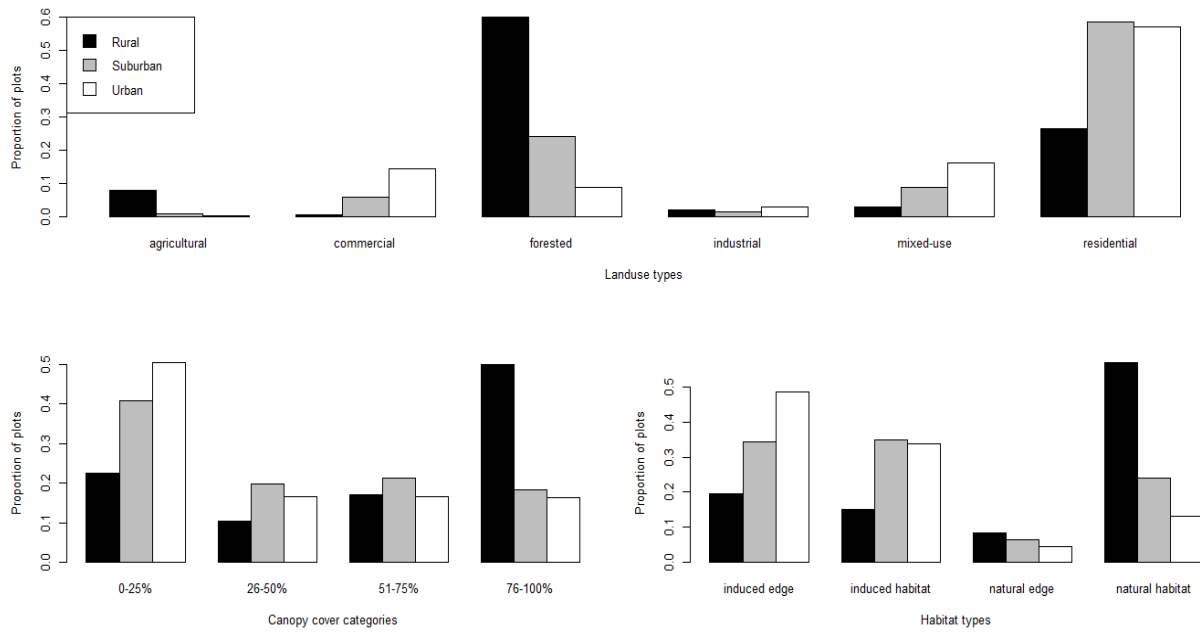 Proportion of plots
0.0 0.1 0.2 0.3 0.4 0.5 0.6
Rural
Suburban
Urban
agricultural commercial forested industrial mixed-use residential
Landuse types
Proportion of plots
0.0 0.1 0.2 0.3 0.4 0.5
0-25% 26-50% 51-75% 76-100%
Canopy cover categories
Proportion of plots
0.0 0.1 0.2 0.3 0.4 0.5
induced edge induced habitat natural edge natural habitat
Habitat types